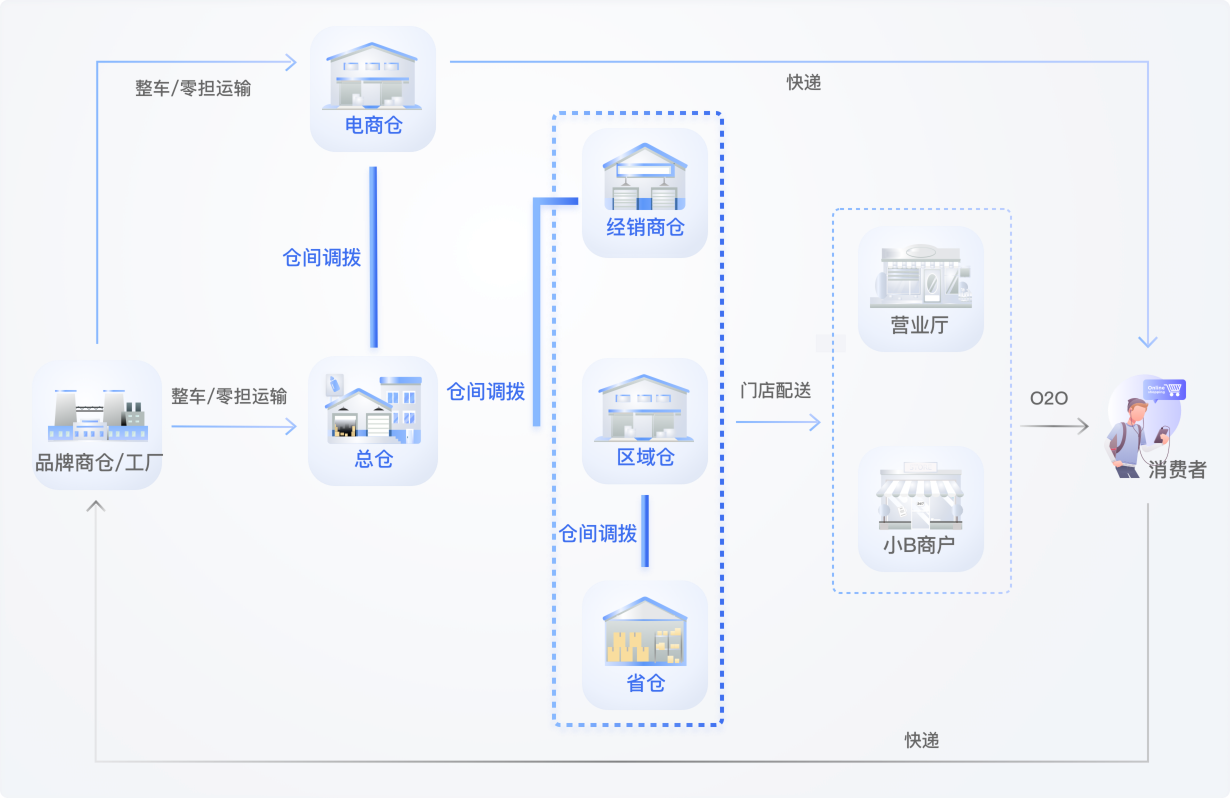 整车/零担运输
快递
电商仓
经销商仓
仓间调拨
营业厅
整车/零担运输
仓间调拨
门店配送
O2O
Online
品牌商仓/工厂
总仓
区域仓
消费者
仓间调拨
小B商户
省仓
快递